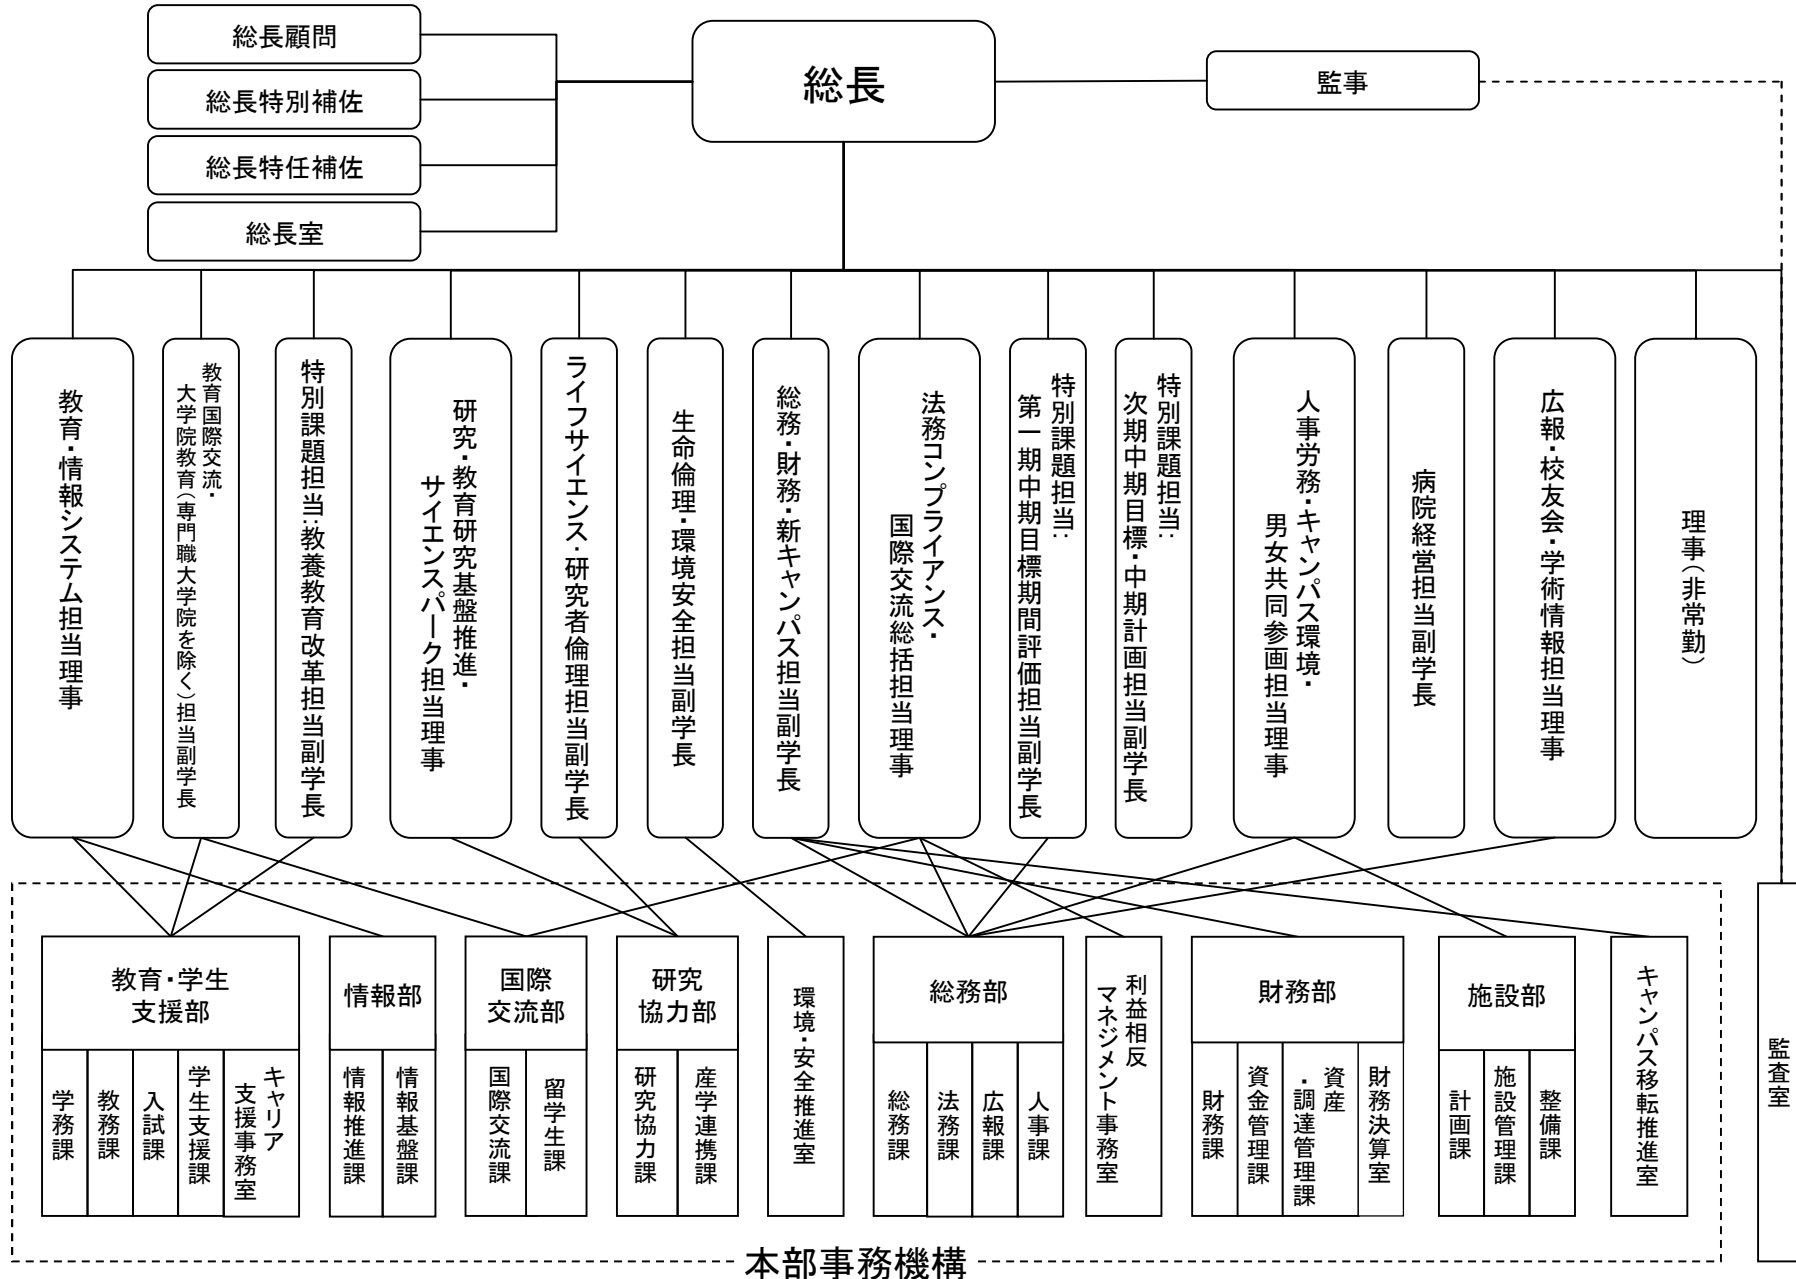 総長顧問
総長特別補佐
総長特任補佐
総長室
総長
監事
教育・情報システム担当理事
教育国際交流・
大学院教育（専門職大学院を除く）担当副学長
特別課題担当：教養教育改革担当副学長
研究・教育研究基盤推進・
サイエンスパーク担当理事
ライフサイエンス・研究者倫理担当副学長
生命倫理・環境安全担当副学長
総務・財務・新キャンパス担当副学長
法務コンプライアンス・
国際交流総括担当理事
特別課題担当：
第一期中期目標期間評価担当副学長
特別課題担当：
次期中期目標・中期計画担当副学長
人事労務・キャンパス環境・
男女共同参画担当理事
病院経営担当副学長
広報・校友会・学術情報担当理事
理事（非常勤）
教育・学生
支援部
学務課
教務課
入試課
学生支援課
キャリア
支援事務室
情報部
情報推進課
情報基盤課
国際
交流部
国際交流課
留学生課
研究
協力部
研究協力課
産学連携課
環境・安全推進室
総務部
総務課
法務課
広報課
人事課
利益相反
マネジメント事務室
財務部
財務課
資金管理課
資産
・調達管理課
財務決算室
施設部
計画課
施設管理課
整備課
キャンパス移転推進室
監査室
本部事務機構